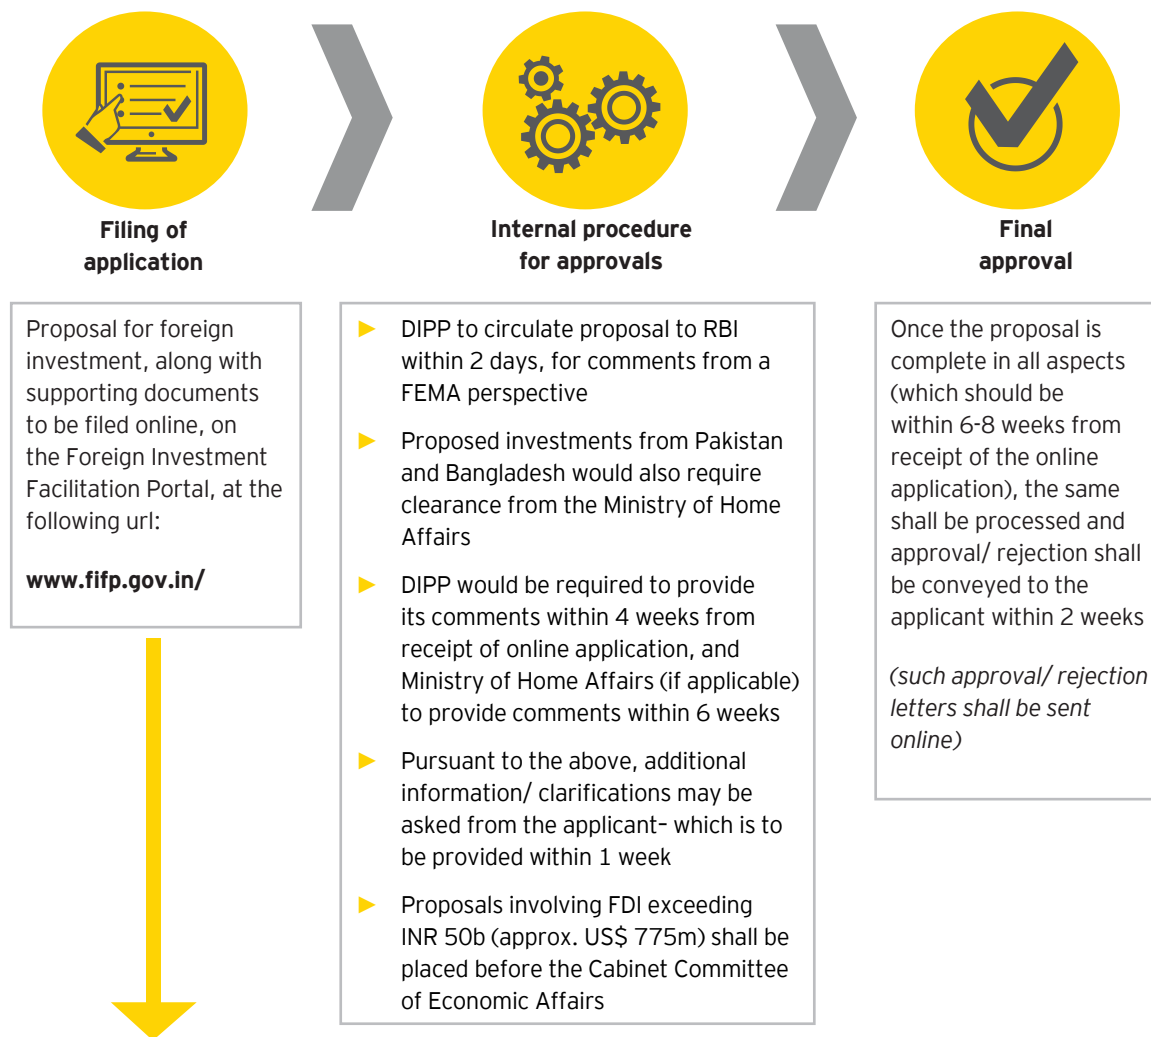 Filing of
application
Proposal for foreign
investment, along with
supporting documents
to be filed online, on
the Foreign Investment
Facilitation Portal, at the
following url:
www.fifp.gov.in/
Internal procedure
for approvals
► DIPP to circulate proposal to RBI
within 2 days, for comments from a
FEMA perspective
► Proposed investments from Pakistan
and Bangladesh would also require
clearance from the Ministry of Home
Affairs
► DIPP would be required to provide
its comments within 4 weeks from
receipt of online application, and
Ministry of Home Affairs (if applicable)
to provide comments within 6 weeks
► Pursuant to the above, additional
information/ clarifications may be
asked from the applicant– which is to
be provided within 1 week
► Proposals involving FDI exceeding
INR 50b (approx. US$ 775m) shall be
placed before the Cabinet Committee
of Economic Affairs
Final
approval
Once the proposal is
complete in all aspects
(which should be
within 6-8 weeks from
receipt of the online
application), the same
shall be processed and
approval/ rejection shall
be conveyed to the
applicant within 2 weeks
(such approval/ rejection
letters shall be sent
online)